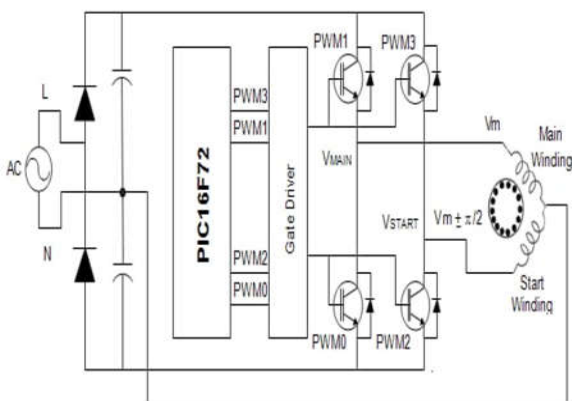 PWM1
PWM3
L
PWM3
PWM1
Vm
Main
Winding
AC
PIC16F72
Gate Driver
VMAIN
VSTART
Vm ± π/2
N
PWM2
PWM0
Start
Winding
PWM0
PWM2